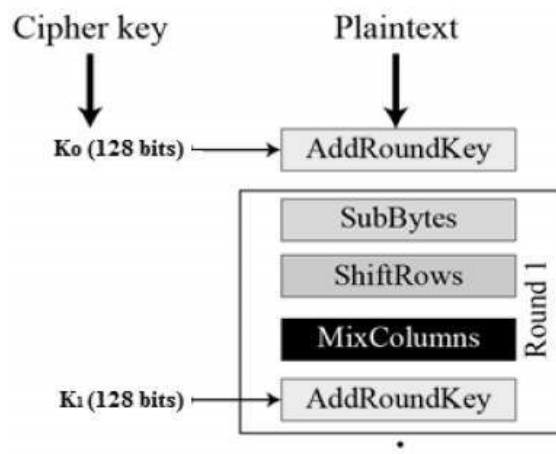 Cipher key
Plaintext
K0 (128 bits)
AddRoundKey
SubBytes
ShiftRows
MixColumns
Round 1
K1 (128 bits)
AddRoundKey